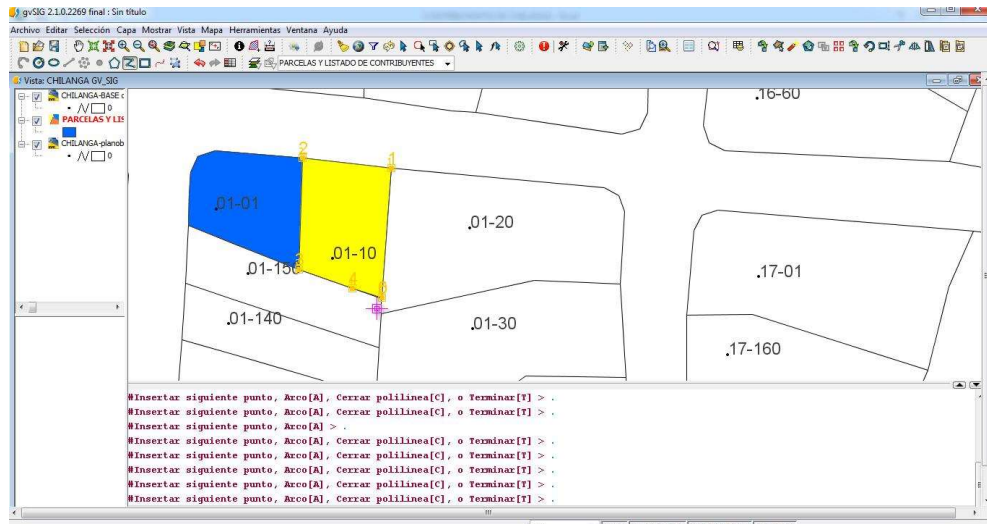 gvSIG 2.1.0.2269 final : Sin título
Archivo Editar Selección Capa Mostrar Vista Mapa Herramientas Ventana Ayuda
PARCELAS Y LISTADO DE CONTRIBUYENTES
Vista: CHILANGA GV_SIG
CHILANGA-BASE
0
PARCELAS Y LIS
CHILANGA-planob
0
.16-60
2
1
.01-01
.01-20
.01-10
.01-150
3
4
.17-01
.01-140
.01-30
.17-160
#Insertar siguiente punto, Arco[A], Cerrar polilinea[C], o Terminar[T] > .
#Insertar siguiente punto, Arco[A], Cerrar polilinea[C], o Terminar[T] > .
#Insertar siguiente punto, Arco[A] > .
#Insertar siguiente punto, Arco[A], Cerrar polilinea[C], o Terminar[T] > .
#Insertar siguiente punto, Arco[A], Cerrar polilinea[C], o Terminar[T] > .
#Insertar siguiente punto, Arco[A], Cerrar polilinea[C], o Terminar[T] > .
#Insertar siguiente punto, Arco[A], Cerrar polilinea[C], o Terminar[T] > .
#Insertar siguiente punto, Arco[A], Cerrar polilinea[C], o Terminar[T] > .